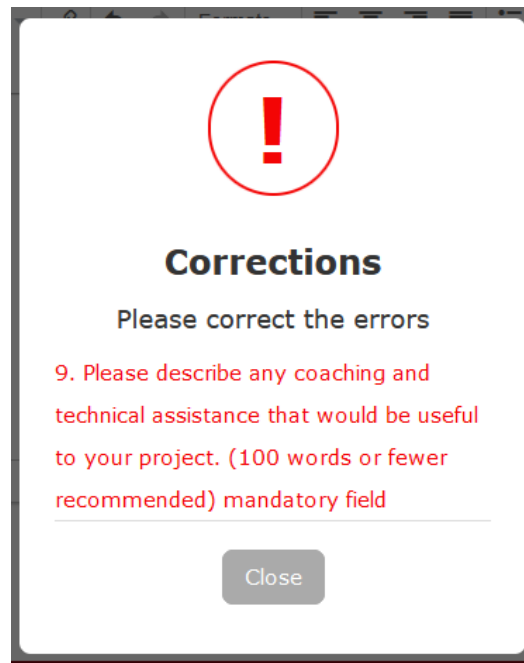 Formats
!
Corrections
Please correct the errors
9. Please describe any coaching and
technical assistance that would be useful
to your project. (100 words or fewer
recommended) mandatory field
Close